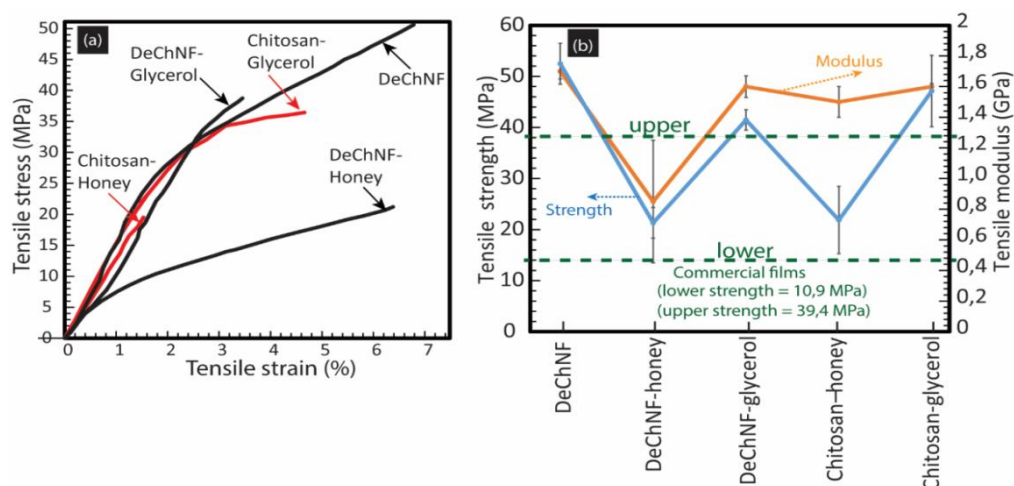 (a)
Tensile stress (MPa)
50
45
40
35
30
25
20
15
10
5
0
DeChNF-
Glycerol
Chitosan-
Glycerol
DeChNF
Chitosan-
Honey
DeChNF-
Honey
0 1 2 3 4 5 6 7
Tensile strain (%)
(b)
Tensile strength (MPa)
60
50
40
30
20
10
0
Modulus
upper
Strength
lower
Commercial films
(lower strength = 10,9 MPa)
(upper strength = 39,4 MPa)
2
1,8
1,6
1,4
1,2
1
0,8
0,6
0,4
0,2
0
Tensile modulus (GPa)
DeChNF
DeChNF-honey
DeChNF-glycerol
Chitosan–honey
Chitosan-glycerol